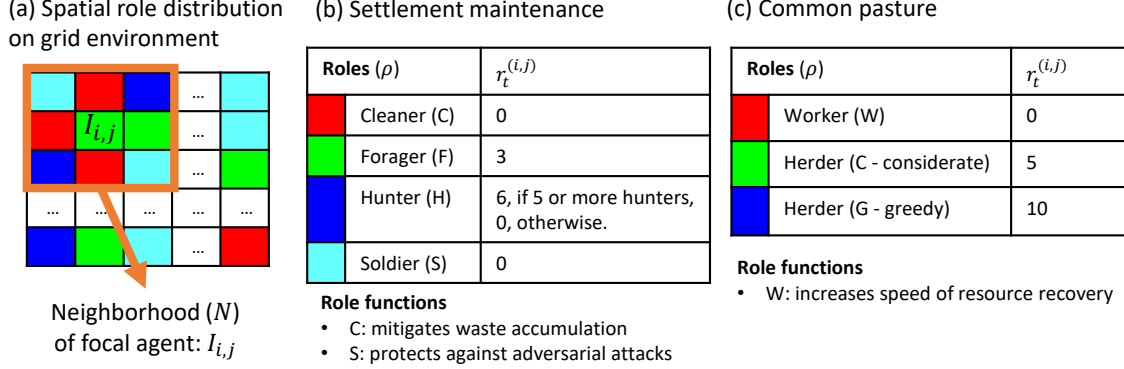 (a) Spatial role distribution
on grid environment
...
I_{i,j}
...
...
... ... ... ... ...
...
Neighborhood (N)
of focal agent: I_{i,j}
(b) Settlement maintenance
Roles (ρ) r_t^{(i,j)}
Cleaner (C) 0
Forager (F) 3
Hunter (H) 6, if 5 or more hunters,
0, otherwise.
Soldier (S) 0
Role functions
• C: mitigates waste accumulation
• S: protects against adversarial attacks
(c) Common pasture
Roles (ρ) r_t^{(i,j)}
Worker (W) 0
Herder (C - considerate) 5
Herder (G - greedy) 10
Role functions
• W: increases speed of resource recovery